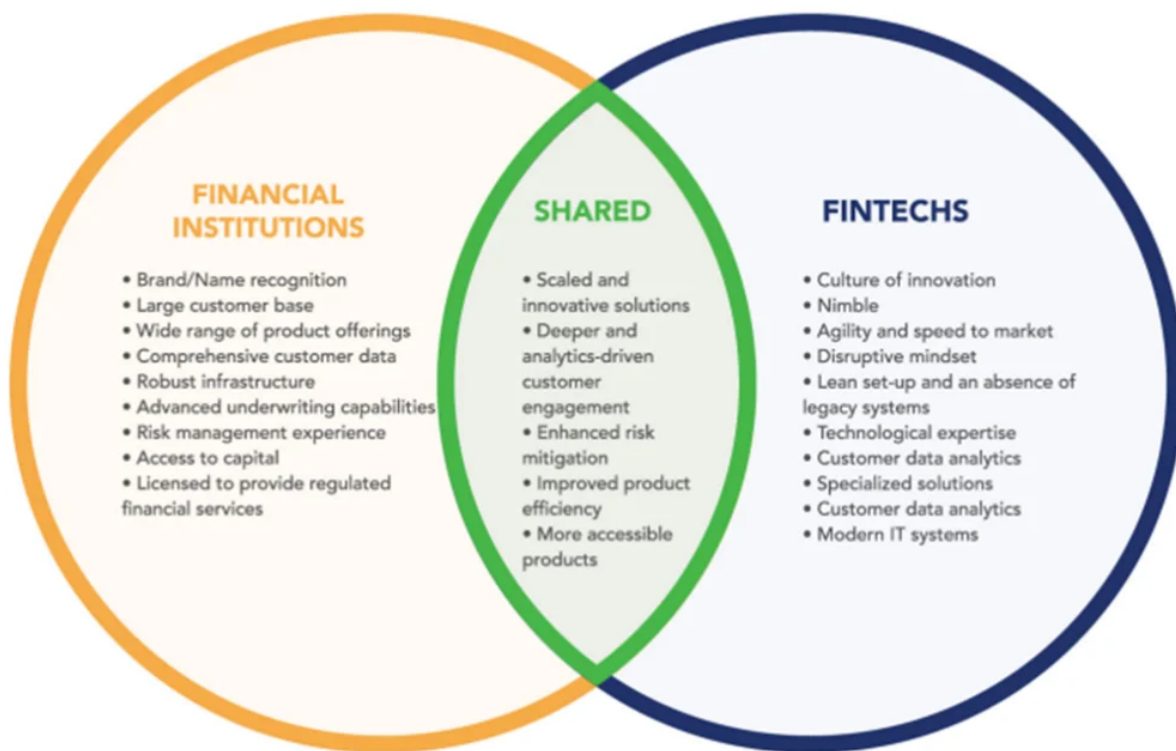 FINANCIAL
INSTITUTIONS
• Brand/Name recognition
• Large customer base
• Wide range of product offerings
• Comprehensive customer data
• Robust infrastructure
• Advanced underwriting capabilities
• Risk management experience
• Access to capital
• Licensed to provide regulated
financial services
SHARED
• Scaled and
innovative solutions
• Deeper and
analytics-driven
customer
engagement
• Enhanced risk
mitigation
• Improved product
efficiency
• More accessible
products
FINTECHS
• Culture of innovation
• Nimble
• Agility and speed to market
• Disruptive mindset
• Lean set-up and an absence of
legacy systems
• Technological expertise
• Customer data analytics
• Specialized solutions
• Customer data analytics
• Modern IT systems